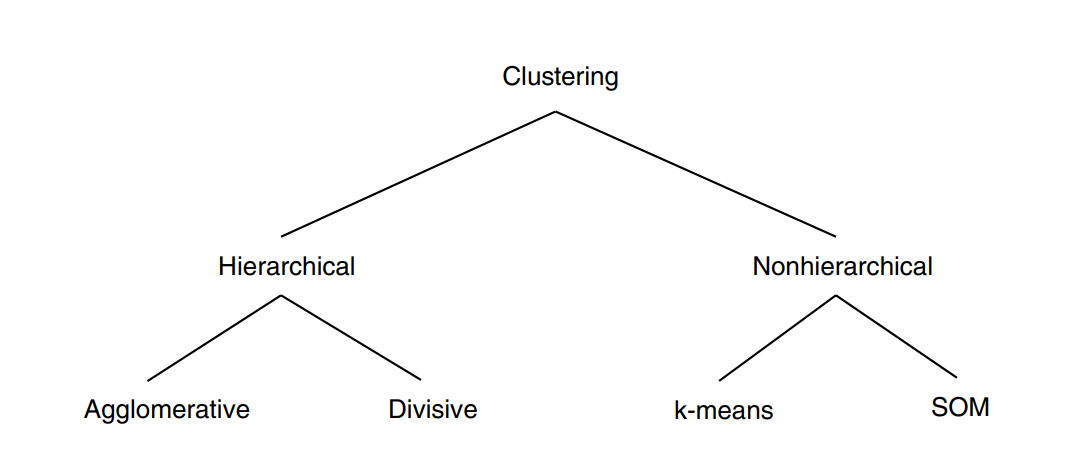 Clustering
Hierarchical
Nonhierarchical
Agglomerative
Divisive
k-means
SOM